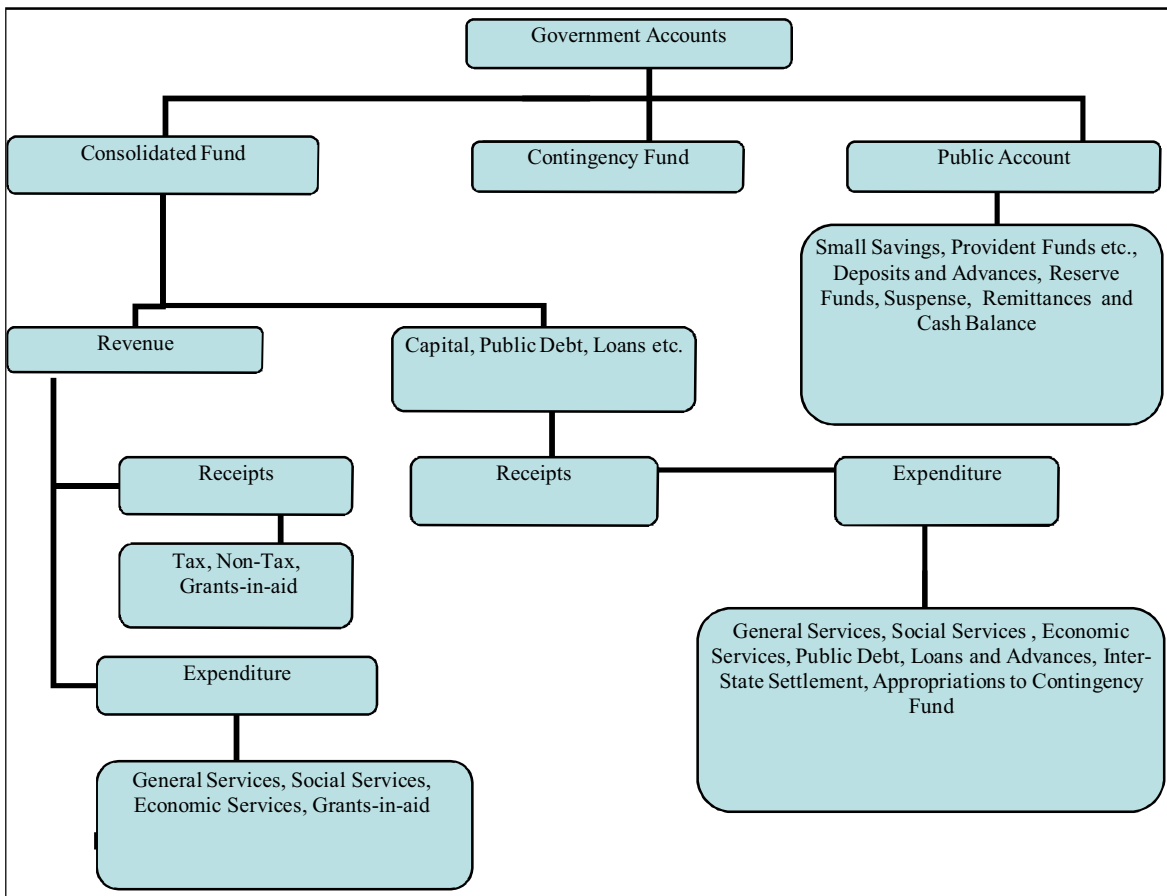 Government Accounts
Consolidated Fund
Contingency Fund
Public Account
Small Savings, Provident Funds etc.,
Deposits and Advances, Reserve
Funds, Suspense, Remittances and
Cash Balance
Revenue
Capital, Public Debt, Loans etc.
Receipts
Receipts
Expenditure
Tax, Non-Tax,
Grants-in-aid
General Services, Social Services , Economic
Services, Public Debt, Loans and Advances, Inter-
State Settlement, Appropriations to Contingency
Fund
Expenditure
General Services, Social Services,
Economic Services, Grants-in-aid